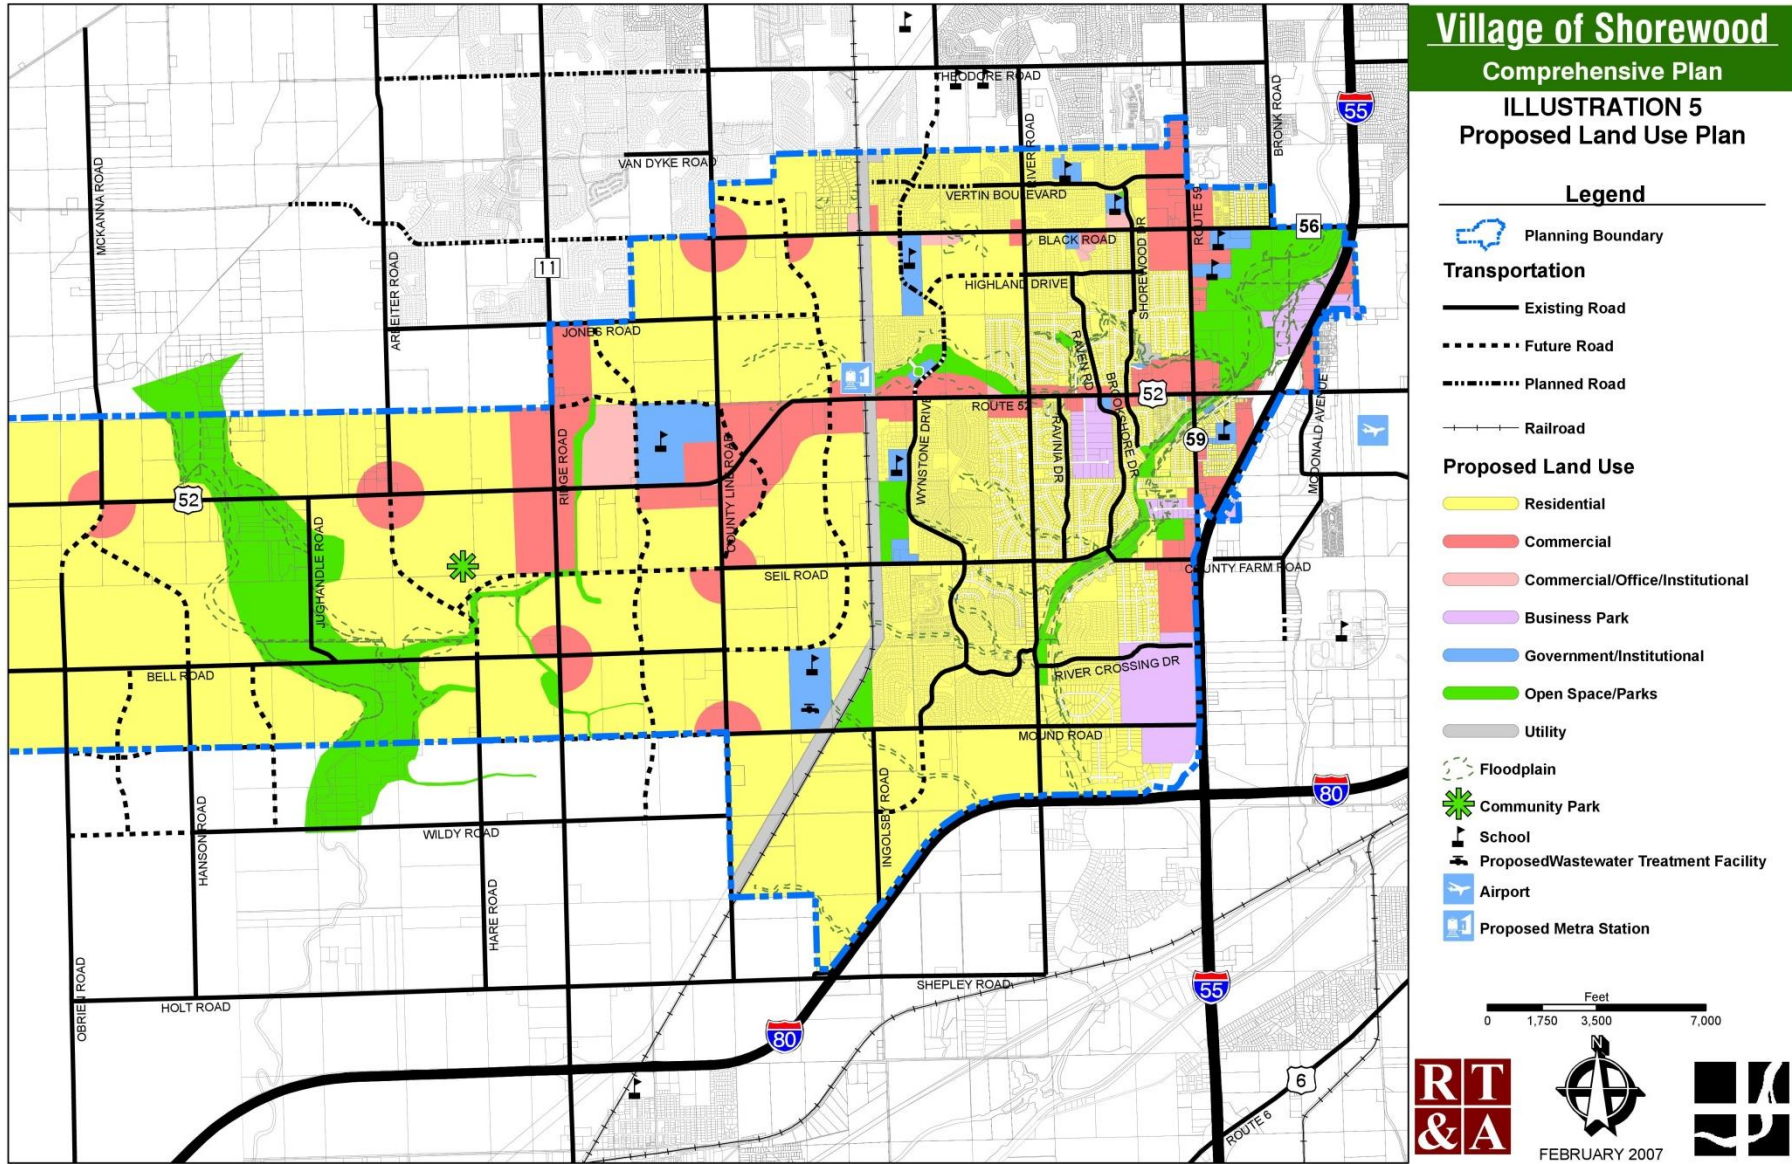 Village of Shorewood
Comprehensive Plan
ILLUSTRATION 5
Proposed Land Use Plan
Legend
Planning Boundary
Transportation
Existing Road
Future Road
Planned Road
Railroad
Proposed Land Use
Residential
Commercial
Commercial/Office/Institutional
Business Park
Government/Institutional
Open Space/Parks
Utility
Floodplain
Community Park
School
ProposedWastewater Treatment Facility
Airport
Proposed Metra Station
Feet
0 1,750 3,500 7,000
N
RT
&A
FEBRUARY 2007
THEODORE ROAD
BRONK ROAD
55
RIVER ROAD
VAN DYKE ROAD
MCKANNA ROAD
VERTIN BOULEVARD
ROUTE 59
SHOREWOOD DR
56
BLACK ROAD
11
ARBEITER ROAD
HIGHLAND DRIVE
JONES ROAD
RAVEN RD
BROOKSHORE DR
52
ROUTE 52
MCDONALD AVENUE
59
WYNSTONE DRIVE
RAVINIA DR
RIDGE ROAD
COUNTY LINE ROAD
52
JUGHANDLE ROAD
SEIL ROAD
COUNTY FARM ROAD
BELL ROAD
RIVER CROSSING DR
MOUND ROAD
INGOLSBY ROAD
80
HANSON ROAD
WILDY ROAD
HARE ROAD
OBRIEN ROAD
HOLT ROAD
SHEPLEY ROAD
55
80
6
ROUTE 6